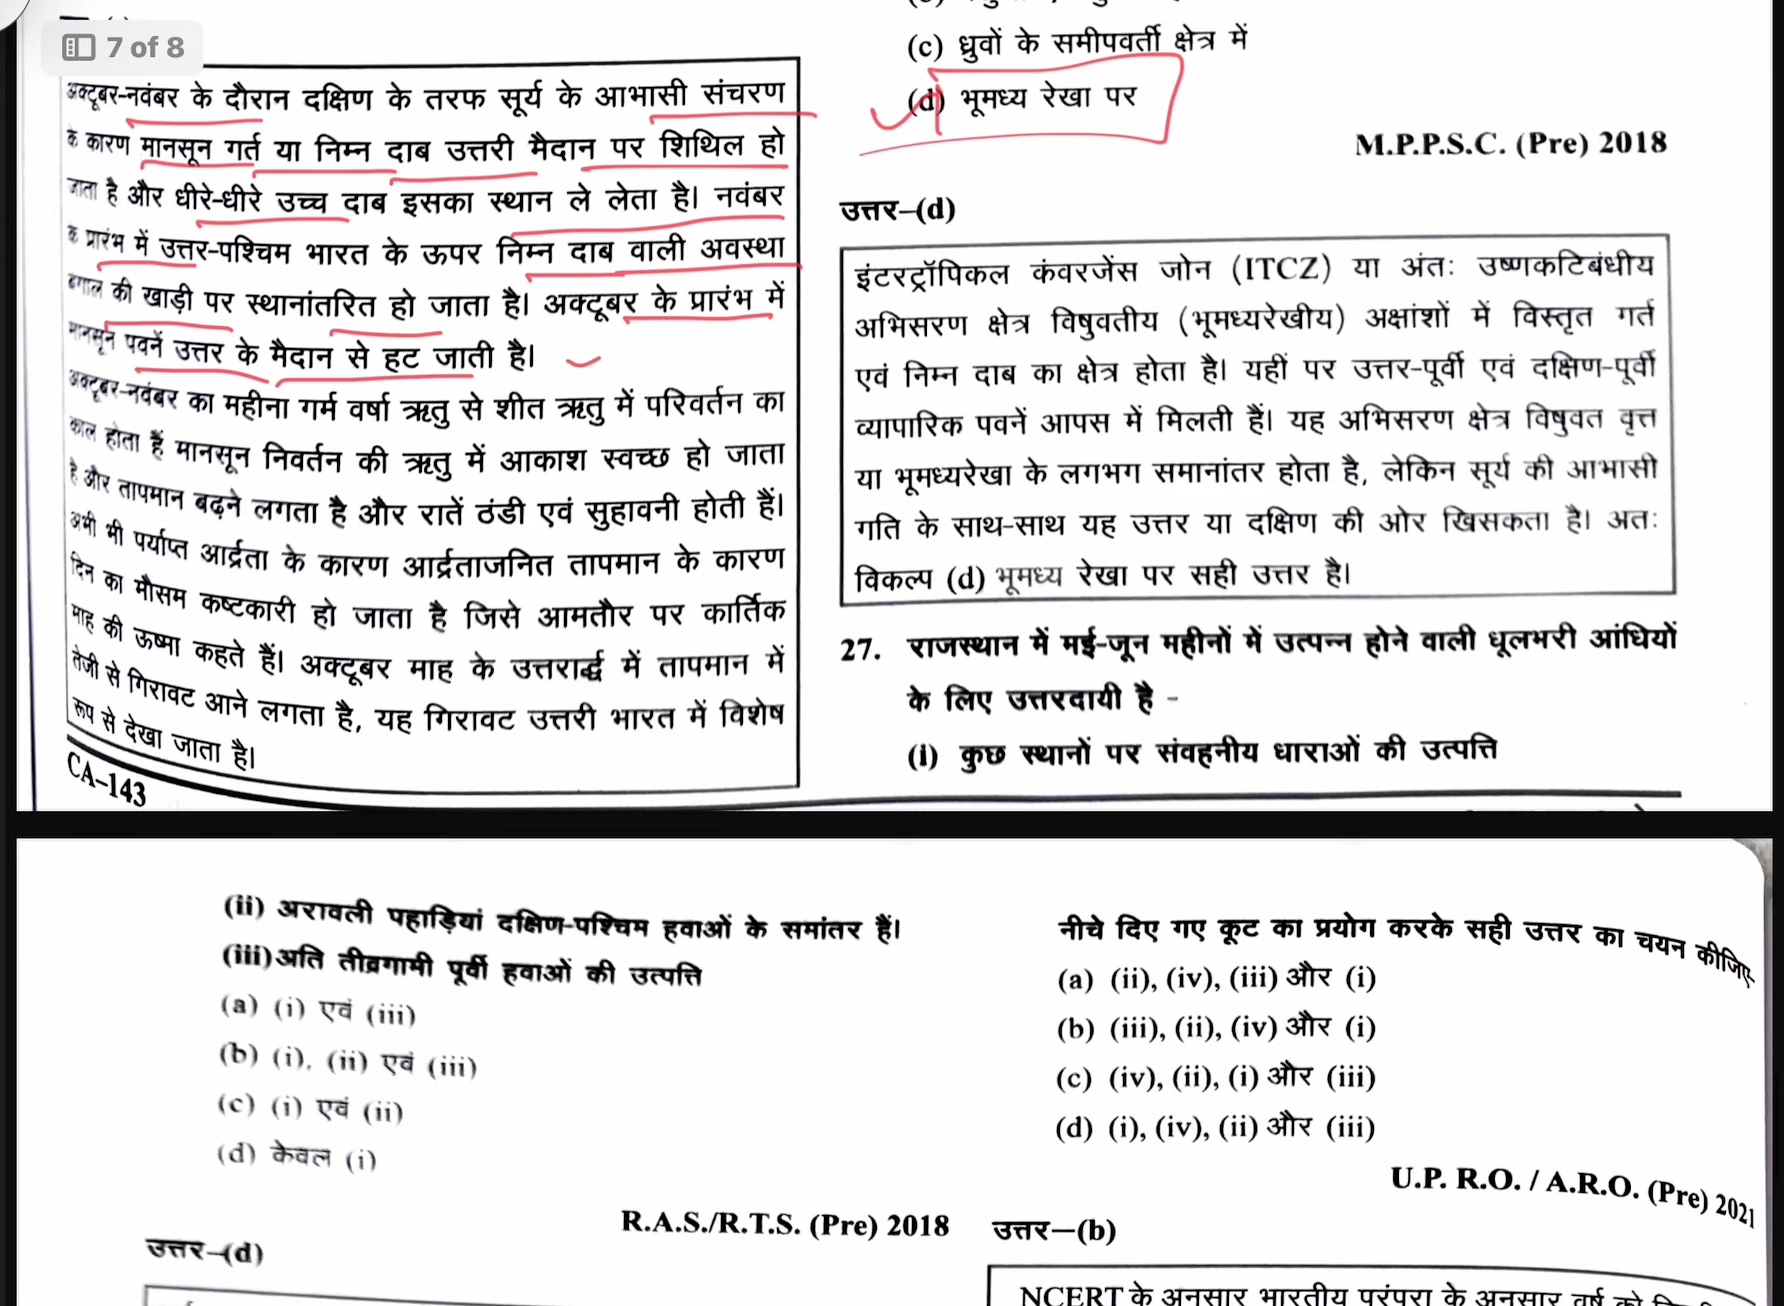 7 of 8
अक्टूबर-नवंबर के दौरान दक्षिण के तरफ सूर्य के आभासी संचरण
के कारण मानसून गर्त या निम्न दाब उत्तरी मैदान पर शिथिल हो
जाता है और धीरे-धीरे उच्च दाब इसका स्थान ले लेता है। नवंबर
के प्रारंभ में उत्तर-पश्चिम भारत के ऊपर निम्न दाब वाली अवस्था
बंगाल की खाड़ी पर स्थानांतरित हो जाता है। अक्टूबर के प्रारंभ में
मानसून पवनें उत्तर के मैदान से हट जाती है।
अक्टूबर-नवंबर का महीना गर्म वर्षा ऋतु से शीत ऋतु में परिवर्तन का
काल होता हैं मानसून निवर्तन की ऋतु में आकाश स्वच्छ हो जाता
है और तापमान बढ़ने लगता है और रातें ठंडी एवं सुहावनी होती हैं।
अभी भी पर्याप्त आर्द्रता के कारण आर्द्रताजनित तापमान के कारण
दिन का मौसम कष्टकारी हो जाता है जिसे आमतौर पर कार्तिक
माह की ऊष्मा कहते हैं। अक्टूबर माह के उत्तरार्द्ध में तापमान में
तेजी से गिरावट आने लगता है, यह गिरावट उत्तरी भारत में विशेष
रूप से देखा जाता है।
CA-143
(c) ध्रुवों के समीपवर्ती क्षेत्र में
(d) भूमध्य रेखा पर
M.P.P.S.C. (Pre) 2018
उत्तर-(d)
इंटरट्रॉपिकल कंवरजेंस जोन (ITCZ) या अंतः उष्णकटिबंधीय
अभिसरण क्षेत्र विषुवतीय (भूमध्यरेखीय) अक्षांशों में विस्तृत गर्त
एवं निम्न दाब का क्षेत्र होता है। यहीं पर उत्तर-पूर्वी एवं दक्षिण-पूर्वी
व्यापारिक पवनें आपस में मिलती हैं। यह अभिसरण क्षेत्र विषुवत वृत्त
या भूमध्यरेखा के लगभग समानांतर होता है, लेकिन सूर्य की आभासी
गति के साथ-साथ यह उत्तर या दक्षिण की ओर खिसकता है। अतः
विकल्प (d) भूमध्य रेखा पर सही उत्तर है।
27. राजस्थान में मई-जून महीनों में उत्पन्न होने वाली धूलभरी आंधियों
के लिए उत्तरदायी है -
(i) कुछ स्थानों पर संवहनीय धाराओं की उत्पत्ति
(ii) अरावली पहाड़ियां दक्षिण-पश्चिम हवाओं के समांतर हैं।
(iii) अति तीव्रगामी पूर्वी हवाओं की उत्पत्ति
(a) (i) एवं (iii)
(b) (i), (ii) एवं (iii)
(c) (i) एवं (ii)
(d) केवल (i)
R.A.S./R.T.S. (Pre) 2018
उत्तर-(d)
नीचे दिए गए कूट का प्रयोग करके सही उत्तर का चयन कीजिए-
(a) (ii), (iv), (iii) और (i)
(b) (iii), (ii), (iv) और (i)
(c) (iv), (ii), (i) और (iii)
(d) (i), (iv), (ii) और (iii)
U.P. R.O. / A.R.O. (Pre) 2021
उत्तर-(b)
NCERT के अनुसार भारतीय परंपरा के अनुसार वर्ष को